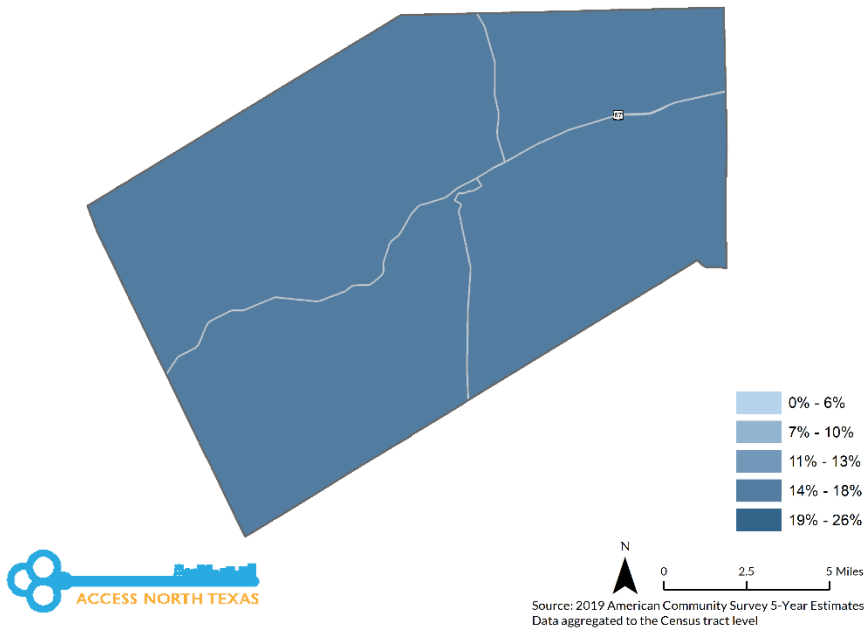 67
0% - 6%
7% - 10%
11% - 13%
14% - 18%
19% - 26%
N
0 2.5 5 Miles
ACCESS NORTH TEXAS
Source: 2019 American Community Survey 5-Year Estimates
Data aggregated to the Census tract level